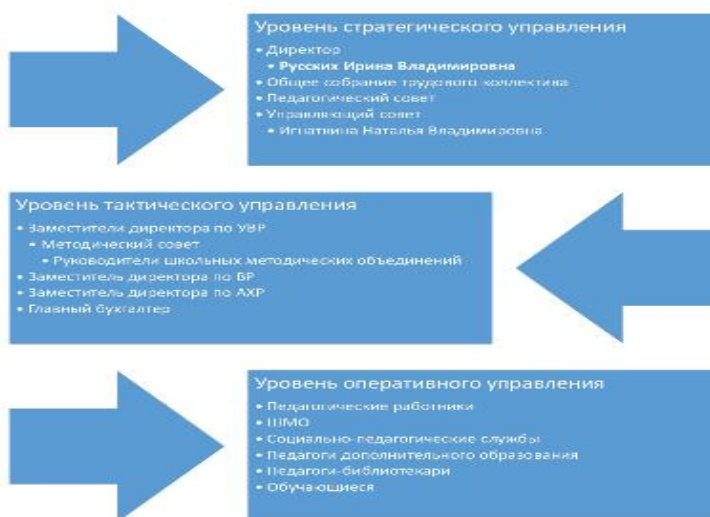 Уровень стратегического управления
• Директор
• Русских Ирина Владимировна
• Общее собрание трудового коллектива
• Педагогический совет
• Управляющий совет
• Игнаткина Наталья Владимировна
Уровень тактического управления
• Заместители директора по УВР
• Методический совет
• Руководители школьных методических объединений
• Заместитель директора по ВР
• Заместитель директора по АХР
• Главный бухгалтер
Уровень оперативного управления
• Педагогические работники
• ШМО
• Социально-педагогические службы
• Педагоги дополнительного образования
• Педагоги-библиотекари
• Обучающиеся